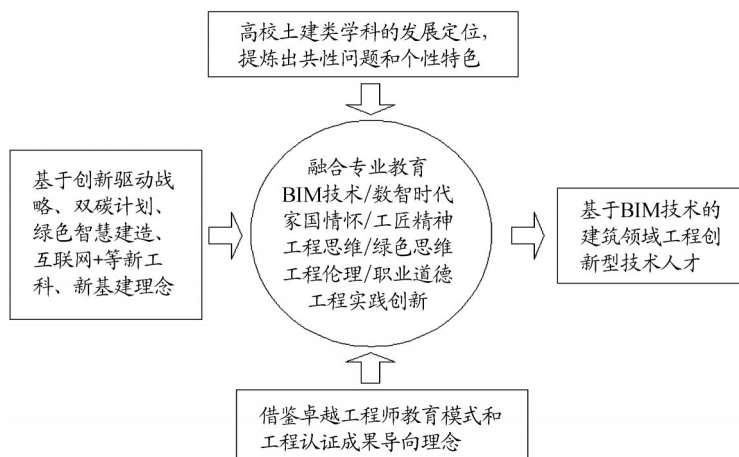 高校土建类学科的发展定位，
提炼出共性问题和个性特色
基于创新驱动战
略、双碳计划、
绿色智慧建造、
互联网+等新工
科、新基建理念
融合专业教育
BIM技术/数智时代
家国情怀/工匠精神
工程思维/绿色思维
工程伦理/职业道德
工程实践创新
基于BIM技术的
建筑领域工程创
新型技术人才
借鉴卓越工程师教育模式和
工程认证成果导向理念